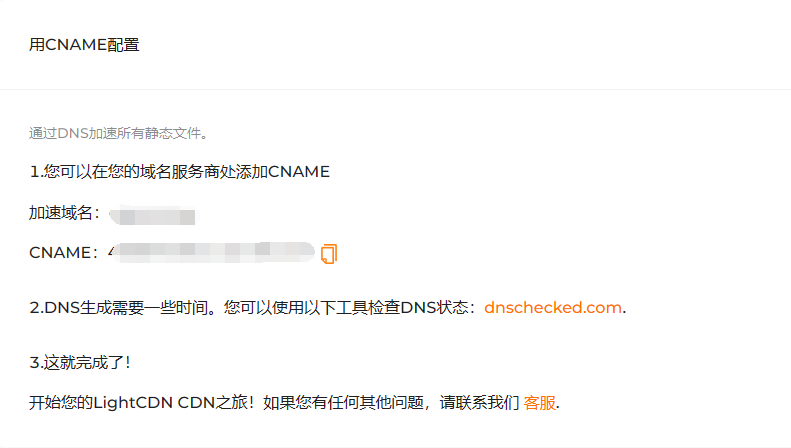 用CNAME配置
通过DNS加速所有静态文件。
1.您可以在您的域名服务商处添加CNAME
加速域名：
CNAME：
2.DNS生成需要一些时间。您可以使用以下工具检查DNS状态：dnschecked.com.
3.这就完成了！
开始您的LightCDN CDN之旅！如果您有任何其他问题，请联系我们 客服.